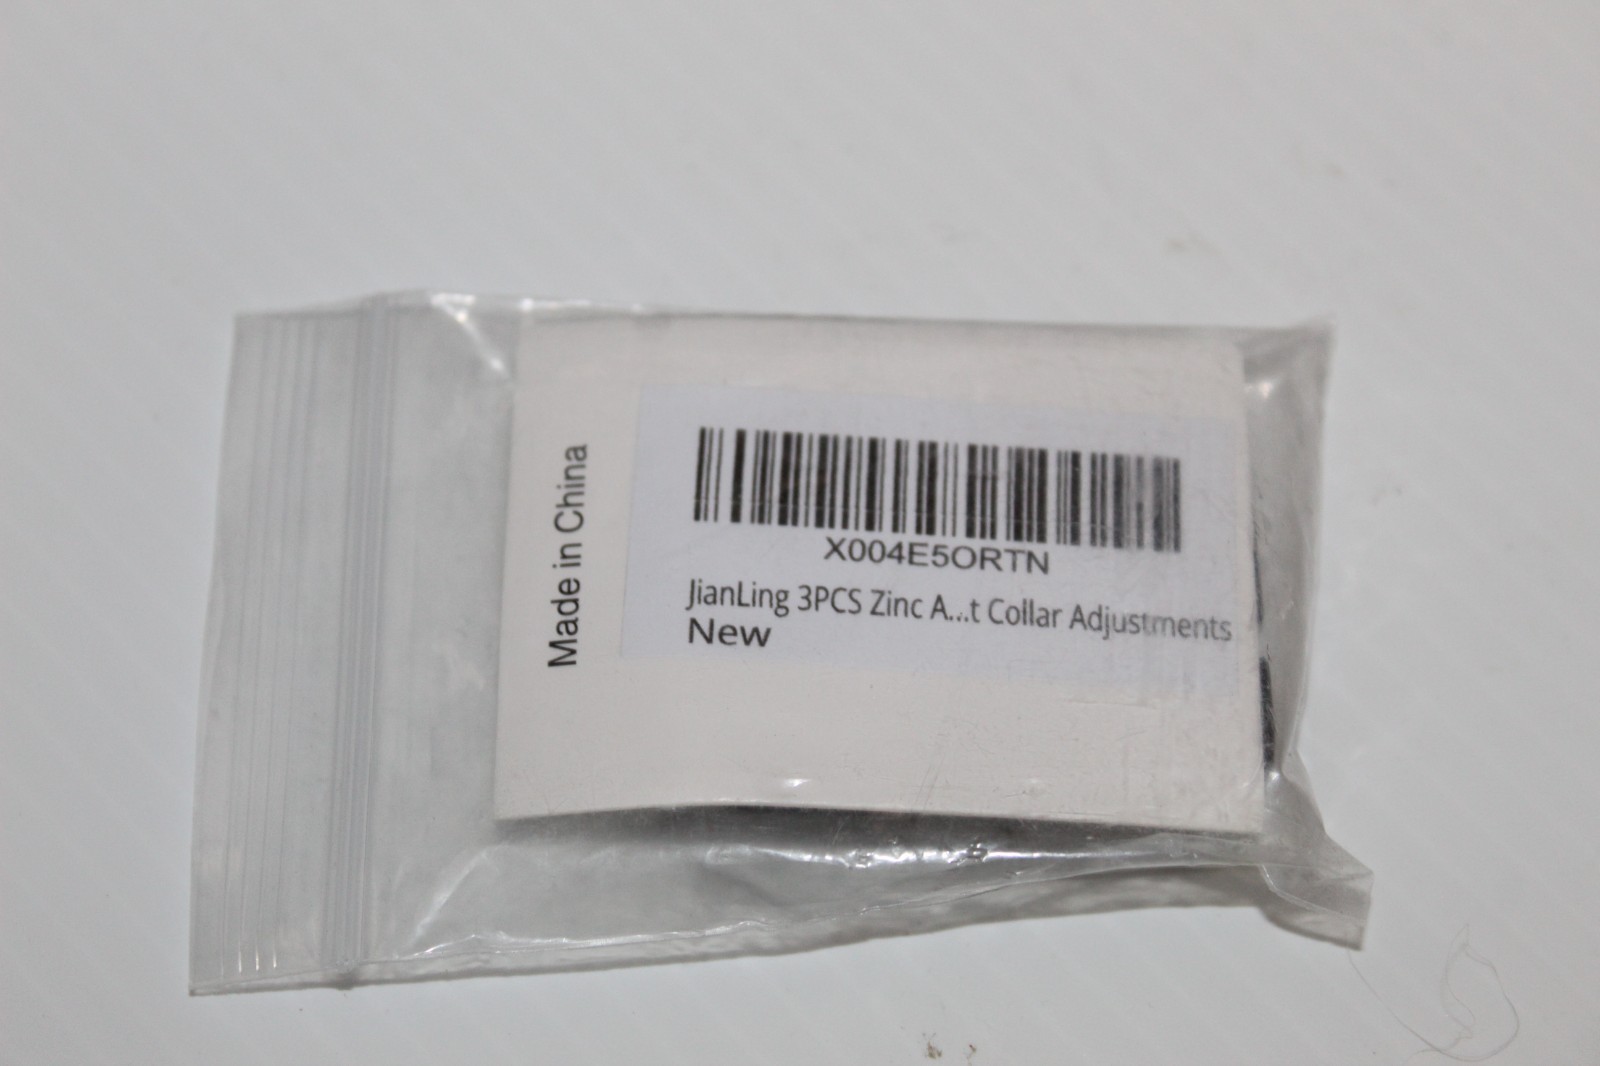 Made in China
X004E5ORTN
JianLing 3PCS Zinc A...t Collar Adjustments
New